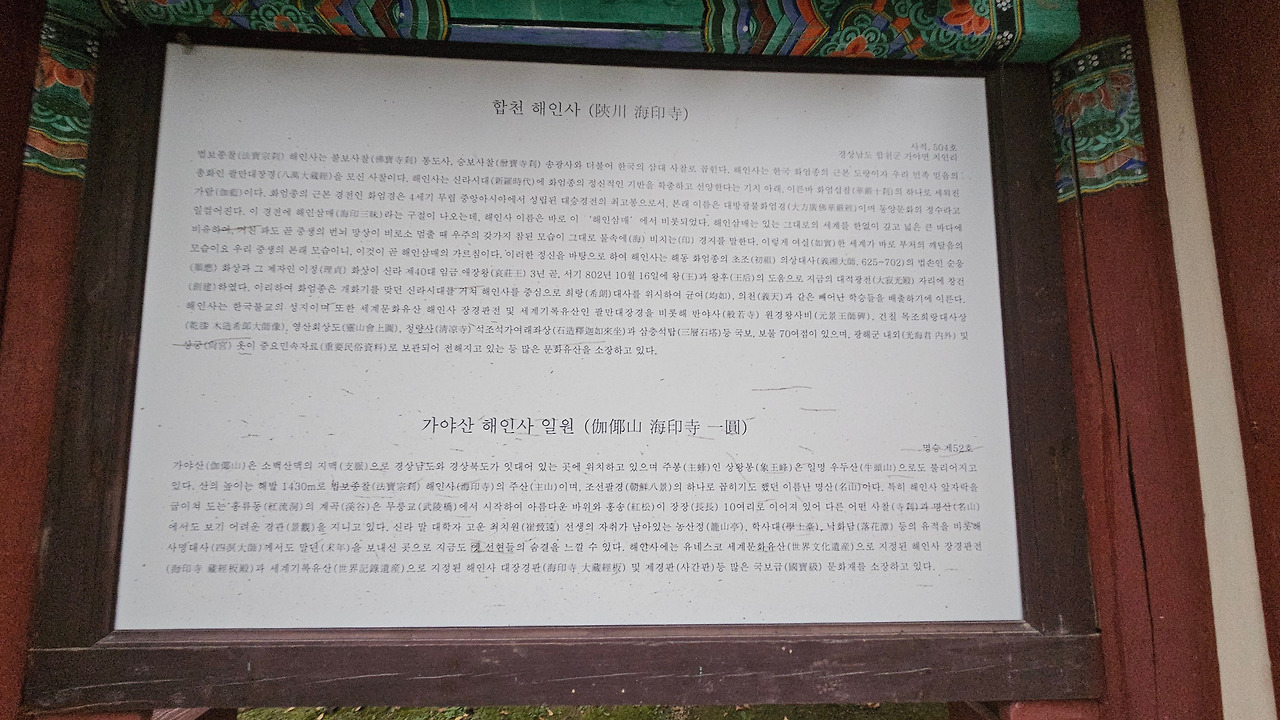 합천 해인사 (陜川 海印寺)
사적. 504호
경상남도 합천군 가야면 치인리
법보종찰(法寶宗刹) 해인사는 불보사찰(佛寶寺刹) 통도사, 승보사찰(僧寶寺刹) 송광사와 더불어 한국의 삼대 사찰로 꼽힌다. 해인사는 한국 화엄종의 근본 도량이자 우리 민족 믿음의
총화인 팔만대장경(八萬大藏經)을 모신 사찰이다. 해인사는 신라시대(新羅時代)에 화엄종의 정신적인 기반을 확충하고 선양한다는 기치 아래, 이른바 화엄십찰(華嚴十刹)의 하나로 세워진
가람(伽藍)이다. 화엄종의 근본 경전인 화엄경은 4세기 무렵 중앙아시아에서 성립된 대승경전의 최고봉으로서, 본래 이름은 대방광불화엄경(大方廣佛華嚴經)이며 동양문화의 정수라고
일컬어진다. 이 경전에 해인삼매(海印三昧)라는 구절이 나오는데, 해인사 이름은 바로 이 '해인삼매' 에서 비롯되었다. 해인삼매는 있는 그대로의 세계를 한없이 깊고 넓은 큰 바다에
비유하여, 거친 파도 곧 중생의 번뇌 망상이 비로소 멈출 때 우주의 갖가지 참된 모습이 그대로 물속에(海) 비치는(印) 경지를 말한다. 이렇게 여실(如實)한 세계가 바로 부처의 깨달음의
모습이요 우리 중생의 본래 모습이니, 이것이 곧 해인삼매의 가르침이다. 이러한 정신을 바탕으로 하여 해인사는 해동 화엄종의 초조(初祖) 의상대사(義湘大師, 625~702)의 법손인 순응
(順應) 화상과 그 제자인 이정(理貞) 화상이 신라 제40대 임금 애장왕(哀莊王) 3년 곧, 서기 802년 10월 16일에 왕(王)과 왕후(王后)의 도움으로 지금의 대적광전(大寂光殿) 자리에 창건
(創建)하였다. 이리하여 화엄종은 개화기를 맞던 신라시대를 거쳐 해인사를 중심으로 희랑(希朗)대사를 위시하여 균여(均如), 의천(義天)과 같은 빼어난 학승들을 배출하기에 이른다.
해인사는 한국불교의 성지이며 또한 세계문화유산 해인사 장경판전 및 세계기록유산인 팔만대장경을 비롯해 반야사(般若寺) 원경왕사비(元景王師碑), 건칠 목조희랑대사상
(乾漆 木造希郎大師像), 영산회상도(靈山會上圖), 청량사(淸凉寺) 석조석가여래좌상(石造釋迦如來坐)과 삼층석탑(三層石塔)등 국보, 보물 70여점이 있으며, 광해군 내외(光海君 內外) 및
상궁(尙宮) 옷이 중요민속자료(重要民俗資料)로 보관되어 전해지고 있는 등 많은 문화유산을 소장하고 있다.
가야산 해인사 일원 (伽倻山 海印寺 一圓)
명승 제52호
가야산(伽倻山)은 소백산맥의 지맥(支脈)으로 경상남도와 경상북도가 잇대어 있는 곳에 위치하고 있으며 주봉(主峰)인 상왕봉(象王峰)은 일명 우두산(牛頭山)으로도 불리어지고
있다. 산의 높이는 해발 1430m로 법보종찰(法寶宗刹) 해인사(海印寺)의 주산(主山)이며, 조선팔경(朝鮮八景)의 하나로 꼽히기도 했던 이름난 명산(名山)아다. 특히 해인사 앞자락을
굽이쳐 도는 홍류동(紅流洞)의 계곡(溪谷)은 무릉교(武陵橋)에서 시작하여 아름다운 바위와 홍송(紅松)이 장장(長長) 10여리로 이어져 있어 다른 어떤 사찰(寺刹)과 명산(名山)
에서도 보기 어려운 경관(景觀)을 지니고 있다. 신라 말 대학자 고운 최치원(崔致遠) 선생의 자취가 남아있는 농산정(籠山亭), 학사대(學士臺), 낙화담(落花潭) 등의 유적을 비롯해
사명대사(四溟大師)께서도 말년(末年)을 보내신 곳으로 지금도 옛 선현들의 숨결을 느낄 수 있다. 해인사에는 유네스코 세계문화유산(世界文化遺産)으로 지정된 해인사 장경판전
(海印寺 藏經板殿)과 세계기록유산(世界記錄遺産)으로 지정된 해인사 대장경판(海印寺 大藏經板) 및 제경판(사간판)등 많은 국보급(國寶級) 문화재를 소장하고 있다.